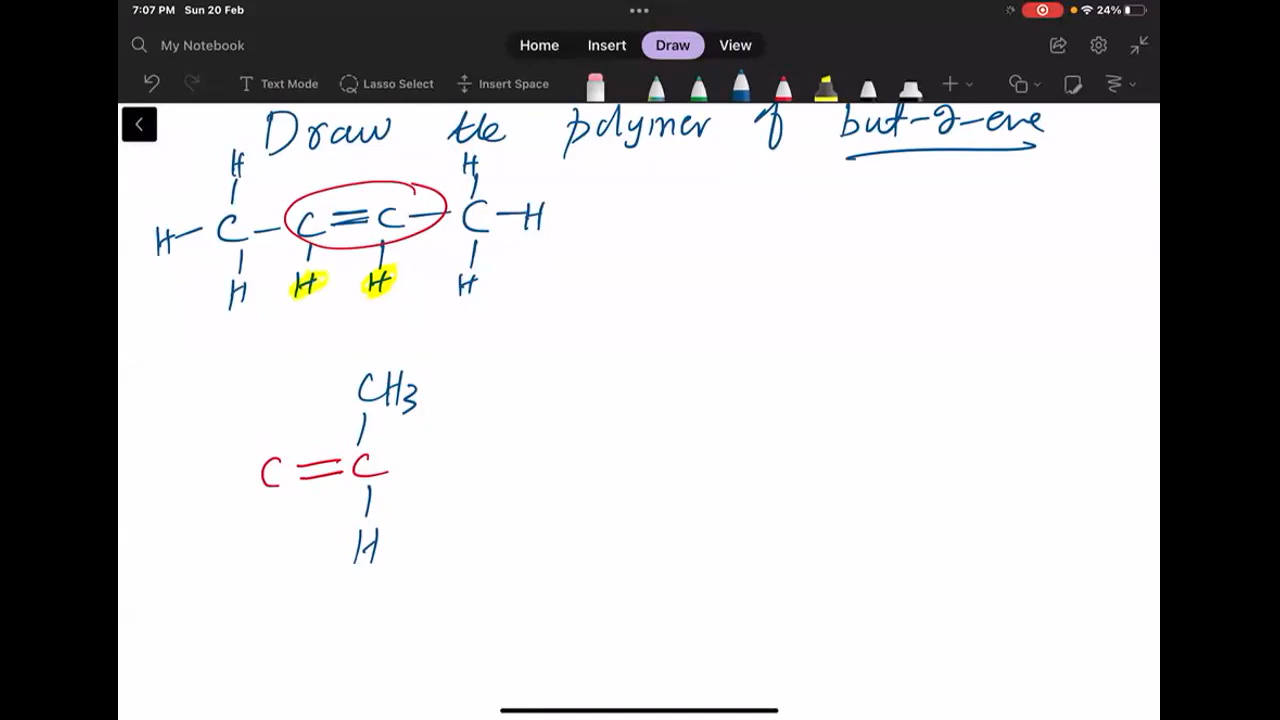 7:07 PM Sun 20 Feb
24%
My Notebook
Home Insert Draw View
Text Mode Lasso Select Insert Space
Draw the polymer of but-2-ene
H H
H-C-C=C-C-H
H H H H
CH3
C=C
H